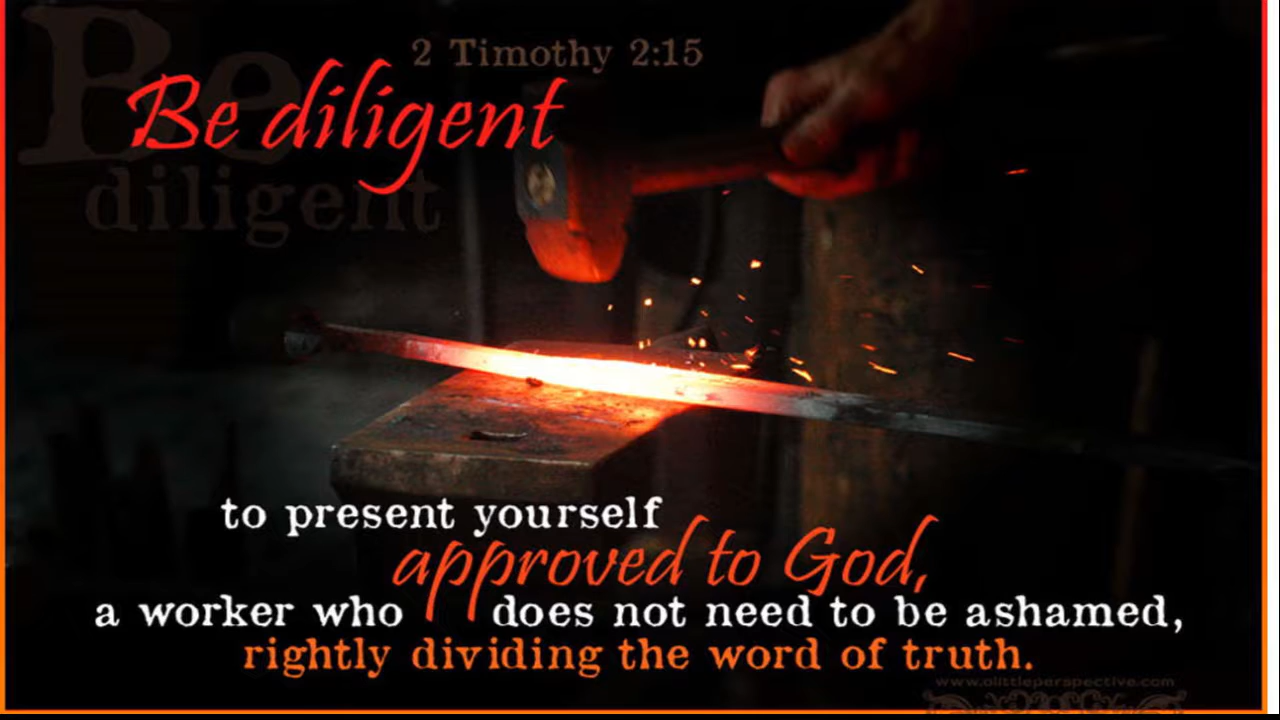 2 Timothy 2:15
Be
Be diligent
diligent
to present yourself
approved to God,
a worker who does not need to be ashamed,
rightly dividing the word of truth.
www.alittleperspective.com